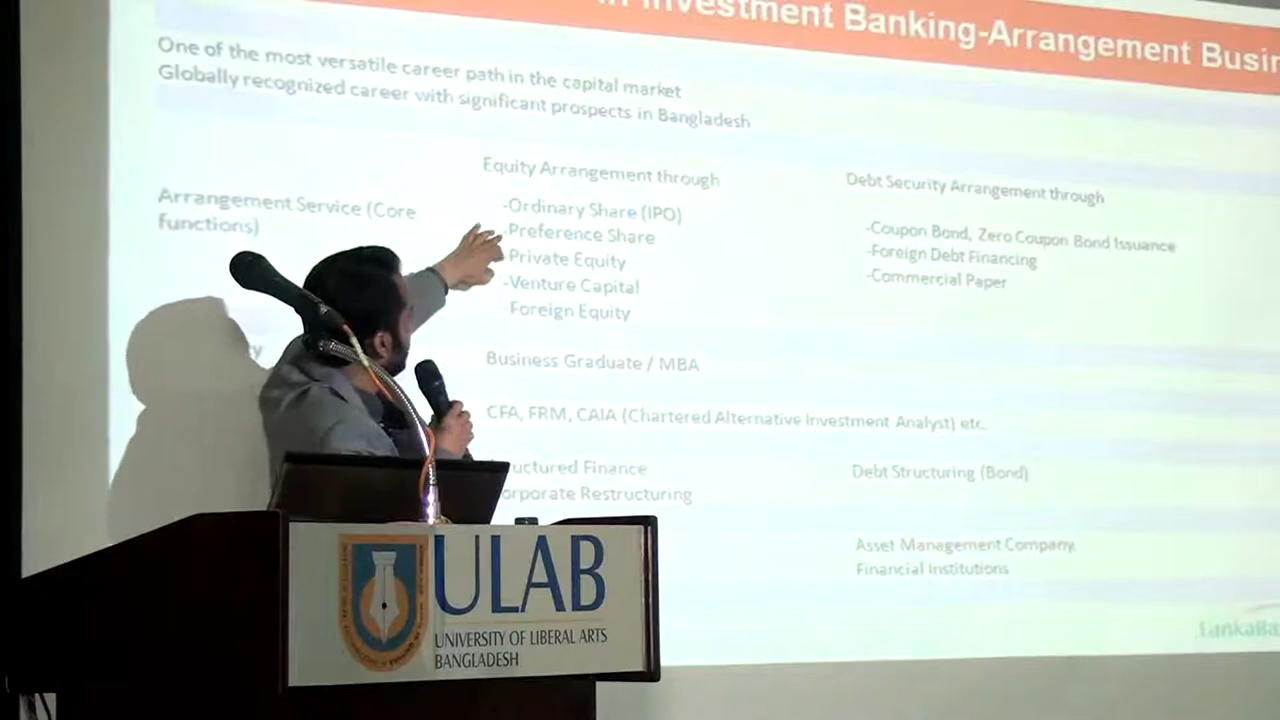 Investment Banking-Arrangement
One of the most versatile career path in the capital market
Globally recognized career with significant prospects in Bangladesh
Arrangement Service (Core
functions)
Equity Arrangement through
-Ordinary Share (IPO)
-Preference Share
Private Equity
-Venture Capital
Foreign Equity
Debt Security Arrangement through
-Coupon Bond, Zero Coupon Bond Issuance
-Foreign Debt Financing
-Commercial Paper
Business Graduate / MBA
CFA, FRM, CAIA (Chartered Alternative Investment Analyst) etc.
Finance
Restructuring
Debt Structuring (Bond)
Asset Management Company,
Financial Institutions
ULAB
UNIVERSITY OF LIBERAL ARTS
BANGLADESH